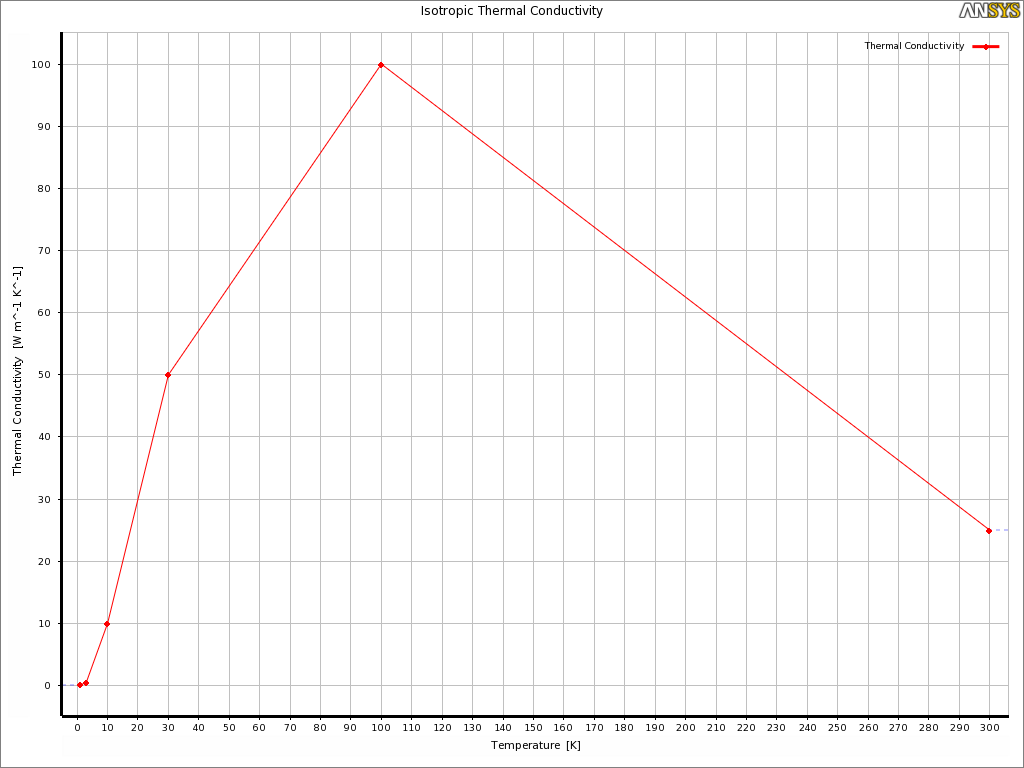 Isotropic Thermal Conductivity
ANSYS
Thermal Conductivity
100
90
80
70
60
50
40
30
20
10
0
Thermal Conductivity [W m^-1 K^-1]
0 10 20 30 40 50 60 70 80 90 100 110 120 130 140 150 160 170 180 190 200 210 220 230 240 250 260 270 280 290 300
Temperature [K]